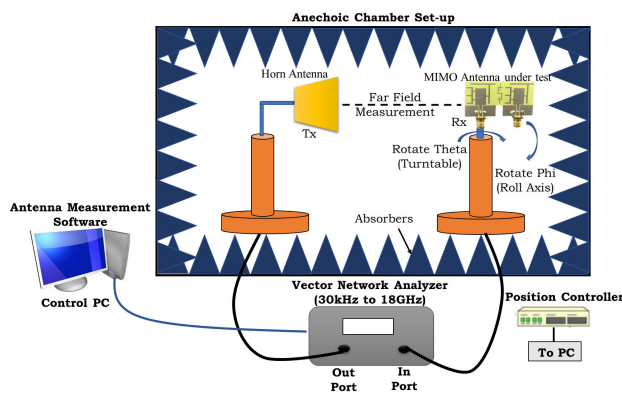 Anechoic Chamber Set-up
Horn Antenna
MIMO Antenna under test
Far Field
Measurement
Tx
Rx
Rotate Theta
(Turntable)
Rotate Phi
(Roll Axis)
Absorbers
Antenna Measurement
Software
Control PC
Vector Network Analyzer
(30kHz to 18GHz)
Out
Port
In
Port
Position Controller
To PC